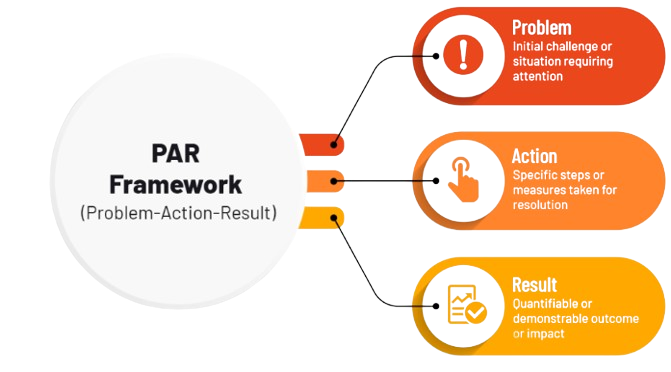 PAR
Framework
(Problem-Action-Result)
Problem
Initial challenge or
situation requiring
attention
Action
Specific steps or
measures taken for
resolution
Result
Quantifiable or
demonstrable outcome
or impact